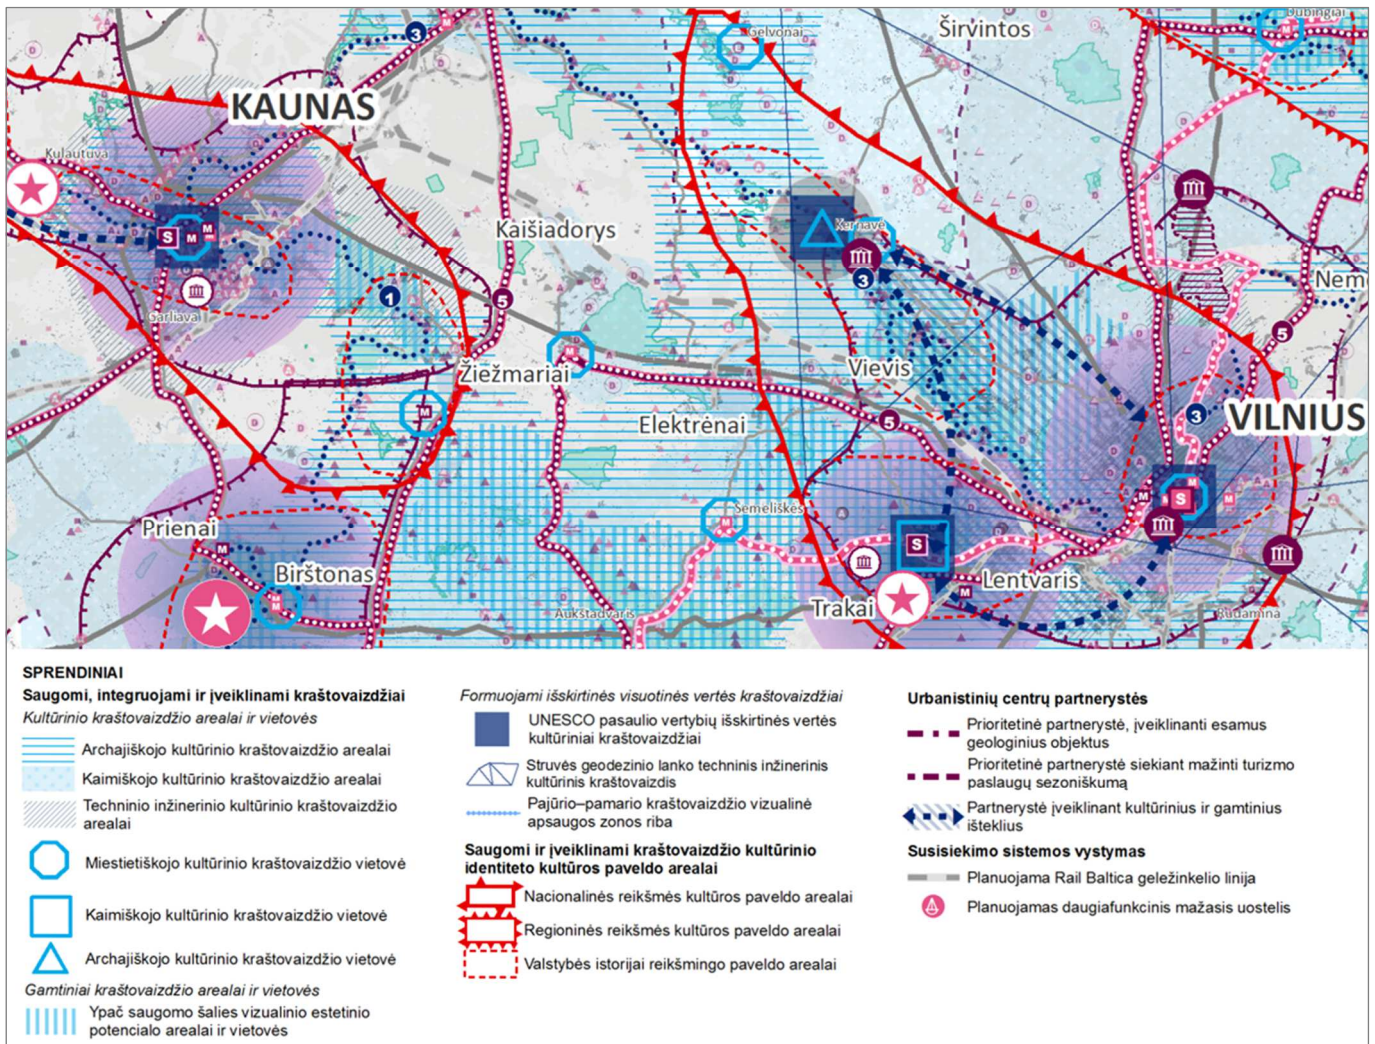 Dubingiai
Širvintos
Gelvonai
3
KAUNAS
Kulautuva
Kaišiadorys
Kernavė
S
M
M
3
Nem
1
5
Garliava
5
Žiežmariai
Vievis
M
M
Elektrėnai
5
3
VILNIUS
Semeliškės
M
M
M
S
Prienai
M
S
Birštonas
Lentvaris
Trakai
M
Aukštadvaris
Rudamina
SPRENDINIAI
Saugomi, integruojami ir įveiklinami kraštovaizdžiai
Kultūrinio kraštovaizdžio arealai ir vietovės
Archajiškojo kultūrinio kraštovaizdžio arealai
Kaimiškojo kultūrinio kraštovaizdžio arealai
Techninio inžinerinio kultūrinio kraštovaizdžio
arealai
Miestietiškojo kultūrinio kraštovaizdžio vietovė
Kaimiškojo kultūrinio kraštovaizdžio vietovė
Archajiškojo kultūrinio kraštovaizdžio vietovė
Gamtiniai kraštovaizdžio arealai ir vietovės
Ypač saugomo šalies vizualinio estetinio
potencialo arealai ir vietovės
Formuojami išskirtinės visuotinės vertės kraštovaizdžiai
UNESCO pasaulio vertybių išskirtinės vertės
kultūriniai kraštovaizdžiai
Struvės geodezinio lanko techninis inžinerinis
kultūrinis kraštovaizdis
Pajūrio–pamario kraštovaizdžio vizualinė
apsaugos zonos riba
Saugomi ir įveiklinami kraštovaizdžio kultūrinio
identiteto kultūros paveldo arealai
Nacionalinės reikšmės kultūros paveldo arealai
Regioninės reikšmės kultūros paveldo arealai
Valstybės istorijai reikšmingo paveldo arealai
Urbanistinių centrų partnerystės
Prioritetinė partnerystė, įveiklinanti esamus
geologinius objektus
Prioritetinė partnerystė siekiant mažinti turizmo
paslaugų sezoniškumą
Partnerystė įveiklinant kultūrinius ir gamtinius
išteklius
Susisiekimo sistemos vystymas
Planuojama Rail Baltica geležinkelio linija
Planuojamas daugiafunkcinis mažasis uostelis